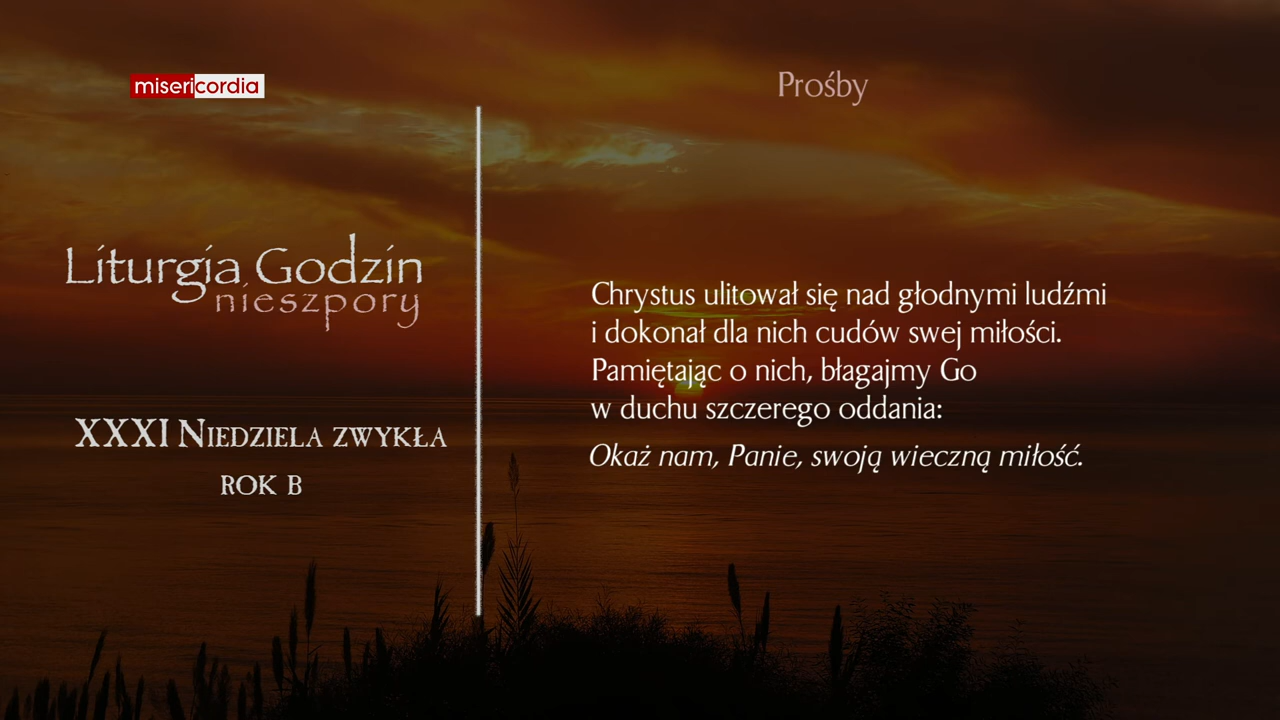 misericordia
Liturgia Godzin
nieszpory
XXXI Niedziela zwykła
rok B
Prośby
Chrystus ulitował się nad głodnymi ludźmi
i dokonał dla nich cudów swej miłości.
Pamiętając o nich, błagajmy Go
w duchu szczerego oddania:
Okaż nam, Panie, swoją wieczną miłość.